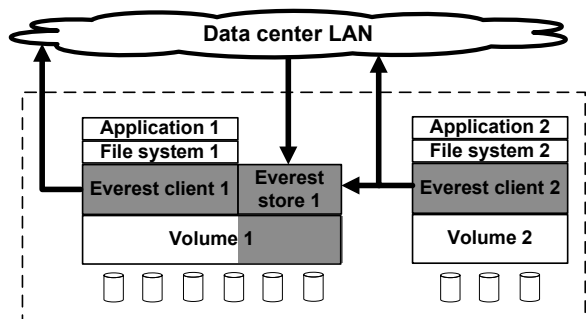 Data center LAN
Application 1
File system 1
Everest client 1
Everest
store 1
Volume 1
Application 2
File system 2
Everest client 2
Volume 2